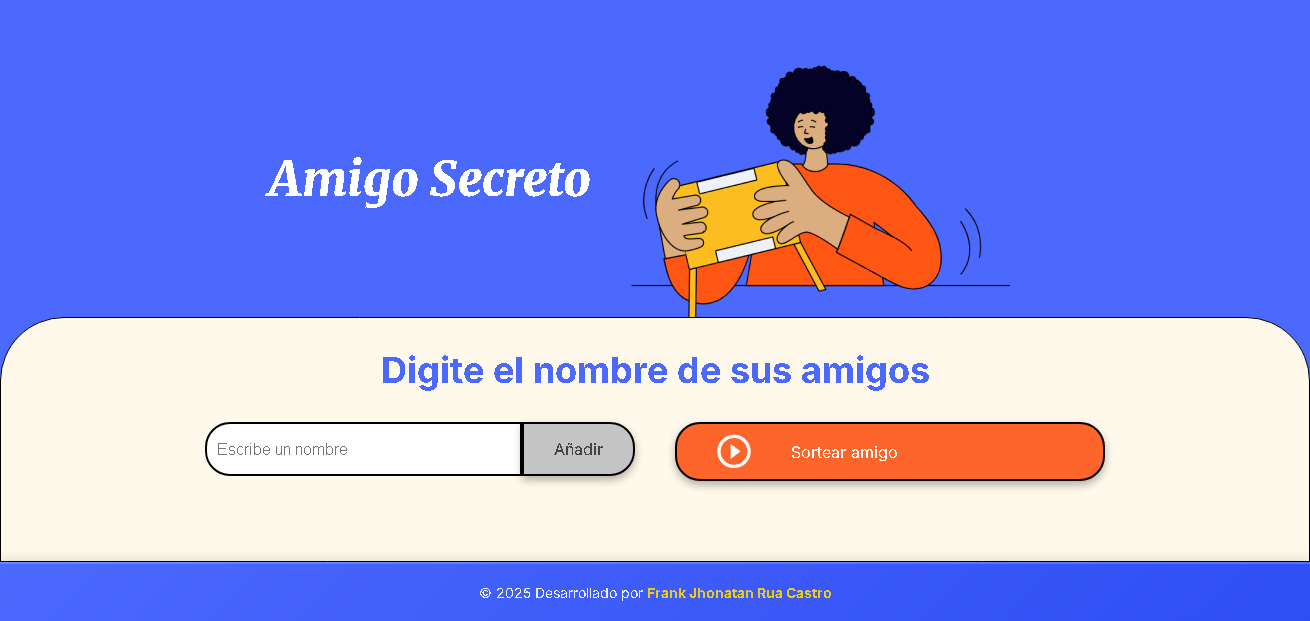 Amigo Secreto
Digite el nombre de sus amigos
Escribe un nombre
Añadir
Sortear amigo
© 2025 Desarrollado por Frank Jhonatan Rua Castro